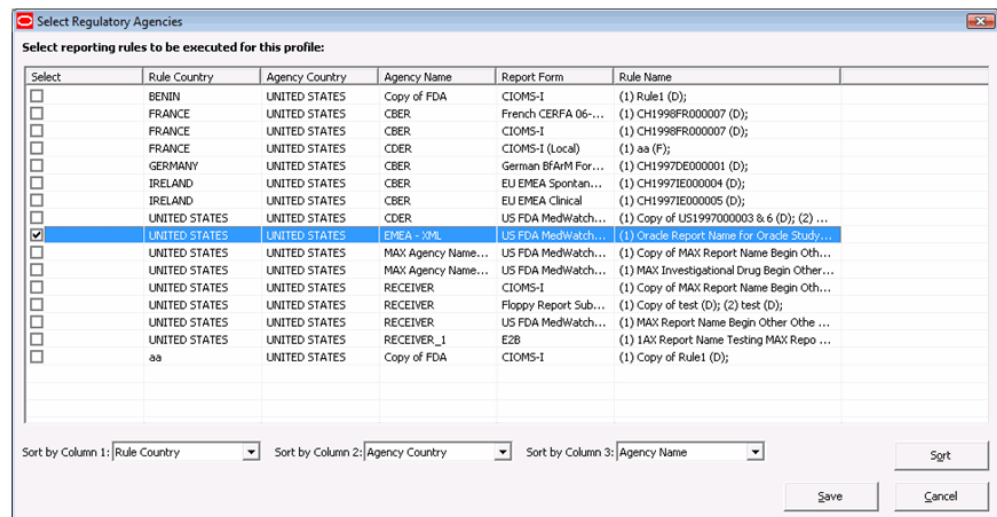 Select Regulatory Agencies
Select reporting rules to be executed for this profile:
Select Rule Country Agency Country Agency Name Report Form Rule Name
BENIN UNITED STATES Copy of FDA CIOMS-I (1) Rule1 (D);
FRANCE UNITED STATES CBER French CERFA 06-... (1) CH1998FR000007 (D);
FRANCE UNITED STATES CBER CIOMS-I (1) CH1998FR000007 (D);
FRANCE UNITED STATES CDER CIOMS-I (Local) (1) aa (F);
GERMANY UNITED STATES CBER German BfArM For... (1) CH1997DE000001 (D);
IRELAND UNITED STATES CBER EU EMEA Spontan... (1) CH1997IE000004 (D);
IRELAND UNITED STATES CBER EU EMEA Clinical (1) CH1997IE000005 (D);
UNITED STATES UNITED STATES CDER US FDA MedWatch... (1) Copy of US1997000003 & 6 (D); (2) ...
UNITED STATES UNITED STATES EMEA - XML US FDA MedWatch... (1) Oracle Report Name for Oracle Study...
UNITED STATES UNITED STATES MAX Agency Name... US FDA MedWatch... (1) Copy of MAX Report Name Begin Oth...
UNITED STATES UNITED STATES MAX Agency Name... US FDA MedWatch... (1) MAX Investigational Drug Begin Other...
UNITED STATES UNITED STATES RECEIVER CIOMS-I (1) Copy of MAX Report Name Begin Oth...
UNITED STATES UNITED STATES RECEIVER Floppy Report Sub... (1) Copy of test (D); (2) test (D);
UNITED STATES UNITED STATES RECEIVER US FDA MedWatch... (1) MAX Report Name Begin Other Othe ...
UNITED STATES UNITED STATES RECEIVER_1 E2B (1) 1AX Report Name Testing MAX Repo ...
aa UNITED STATES Copy of FDA CIOMS-I (1) Copy of Rule1 (D);
Sort by Column 1: Rule Country Sort by Column 2: Agency Country Sort by Column 3: Agency Name Sort
Save Cancel